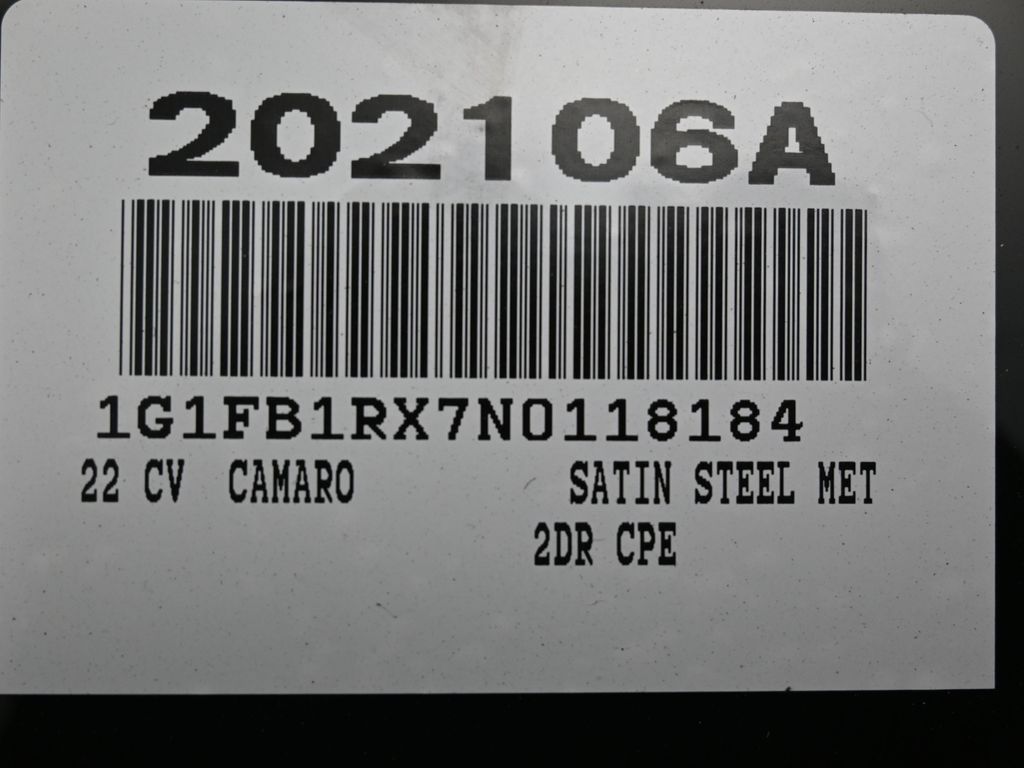 202106A
1G1FB1RX7N0118184
22 CV CAMARO SATIN STEEL MET
2DR CPE